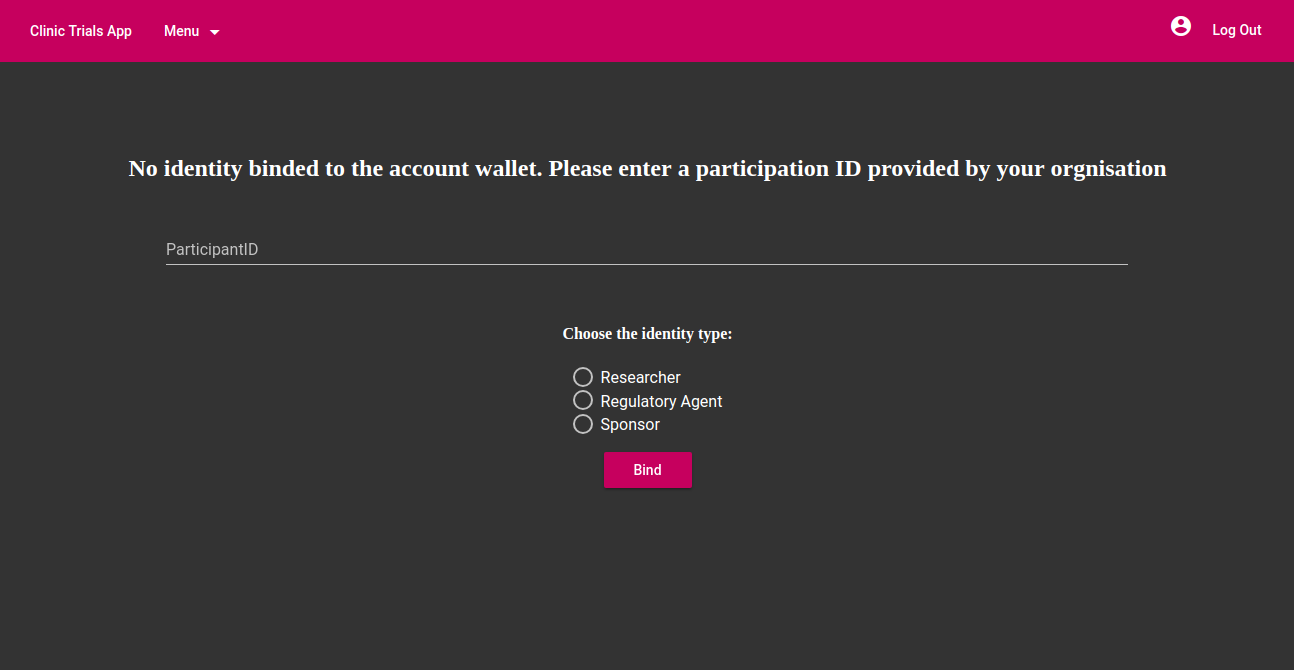 Clinic Trials App Menu Log Out
No identity binded to the account wallet. Please enter a participation ID provided by your orgnisation
ParticipantID
Choose the identity type:
Researcher
Regulatory Agent
Sponsor
Bind